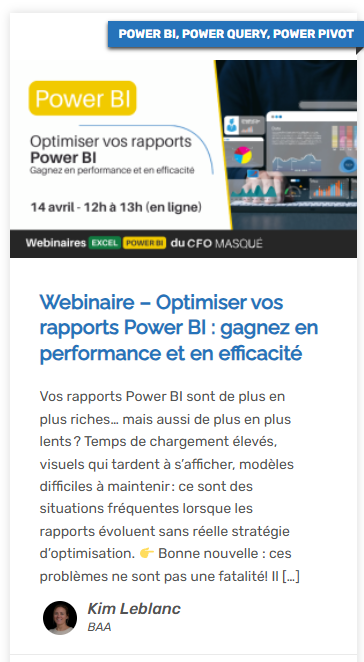 POWER BI, POWER QUERY, POWER PIVOT
Power BI
Optimiser vos rapports
Power BI
Gagnez en performance et en efficacité
14 avril - 12h à 13h (en ligne)
Webinaires EXCEL POWER BI du CFO MASQUÉ
Webinaire – Optimiser vos
rapports Power BI : gagnez en
performance et en efficacité
Vos rapports Power BI sont de plus en
plus riches… mais aussi de plus en plus
lents ? Temps de chargement élevés,
visuels qui tardent à s’afficher, modèles
difficiles à maintenir : ce sont des
situations fréquentes lorsque les
rapports évoluent sans réelle stratégie
d’optimisation. 👉 Bonne nouvelle : ces
problèmes ne sont pas une fatalité! Il […]
Kim Leblanc
BAA